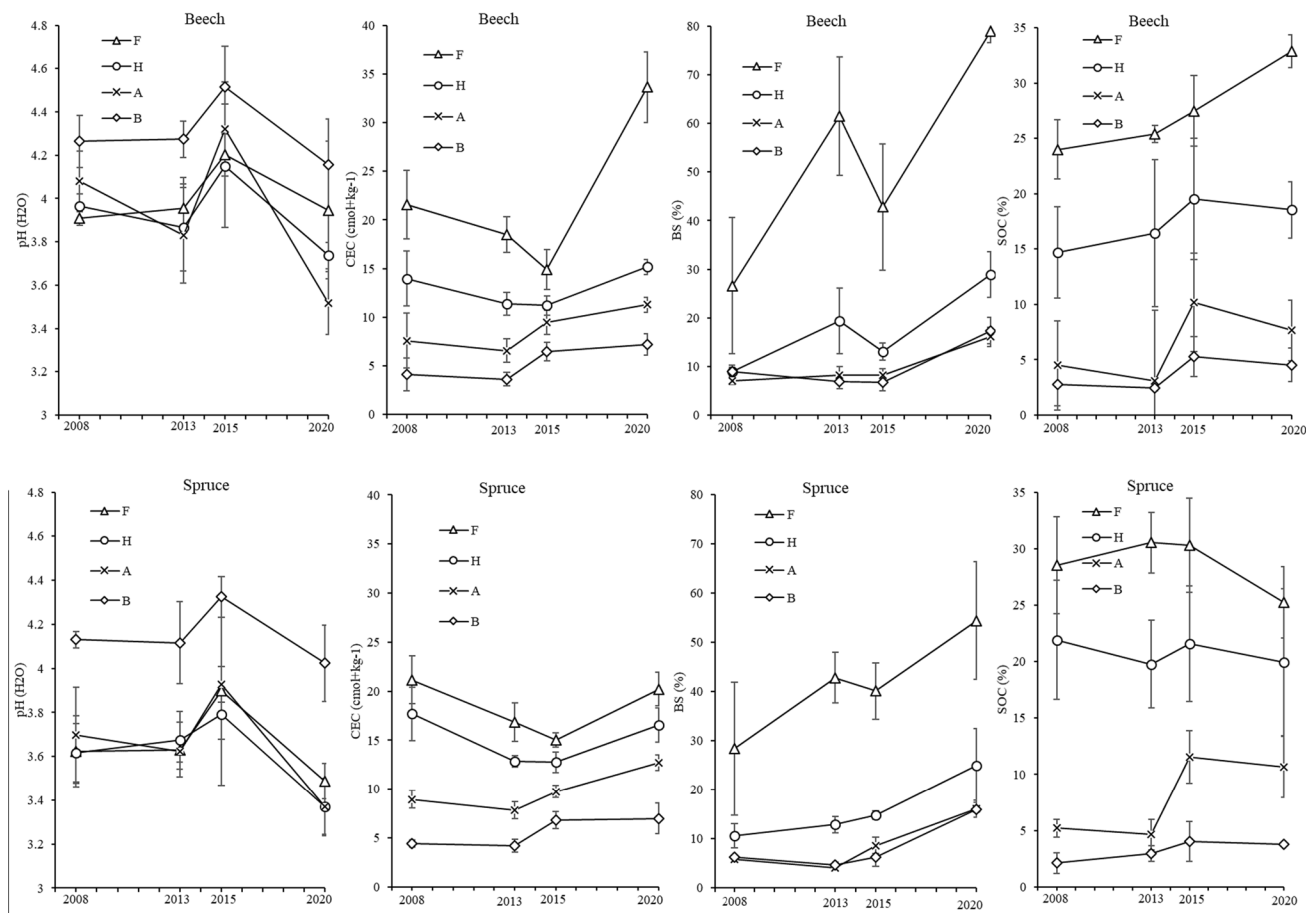 Beech
pH (H2O)
4.8
4.6
4.4
4.2
4
3.8
3.6
3.4
3.2
3
F
H
A
B
2008
2013
2015
2020
Beech
CEC (cmol+kg-1)
40
35
30
25
20
15
10
5
0
F
H
A
B
2008
2013
2015
2020
Beech
BS (%)
80
70
60
50
40
30
20
10
0
F
H
A
B
2008
2013
2015
2020
Beech
SOC (%)
35
30
25
20
15
10
5
0
F
H
A
B
2008
2013
2015
2020
Spruce
pH (H2O)
4.8
4.6
4.4
4.2
4
3.8
3.6
3.4
3.2
3
F
H
A
B
2008
2013
2015
2020
Spruce
CEC (cmol+kg-1)
40
35
30
25
20
15
10
5
0
F
H
A
B
2008
2013
2015
2020
Spruce
BS (%)
80
70
60
50
40
30
20
10
0
F
H
A
B
2008
2013
2015
2020
Spruce
SOC (%)
35
30
25
20
15
10
5
0
F
H
A
B
2008
2013
2015
2020